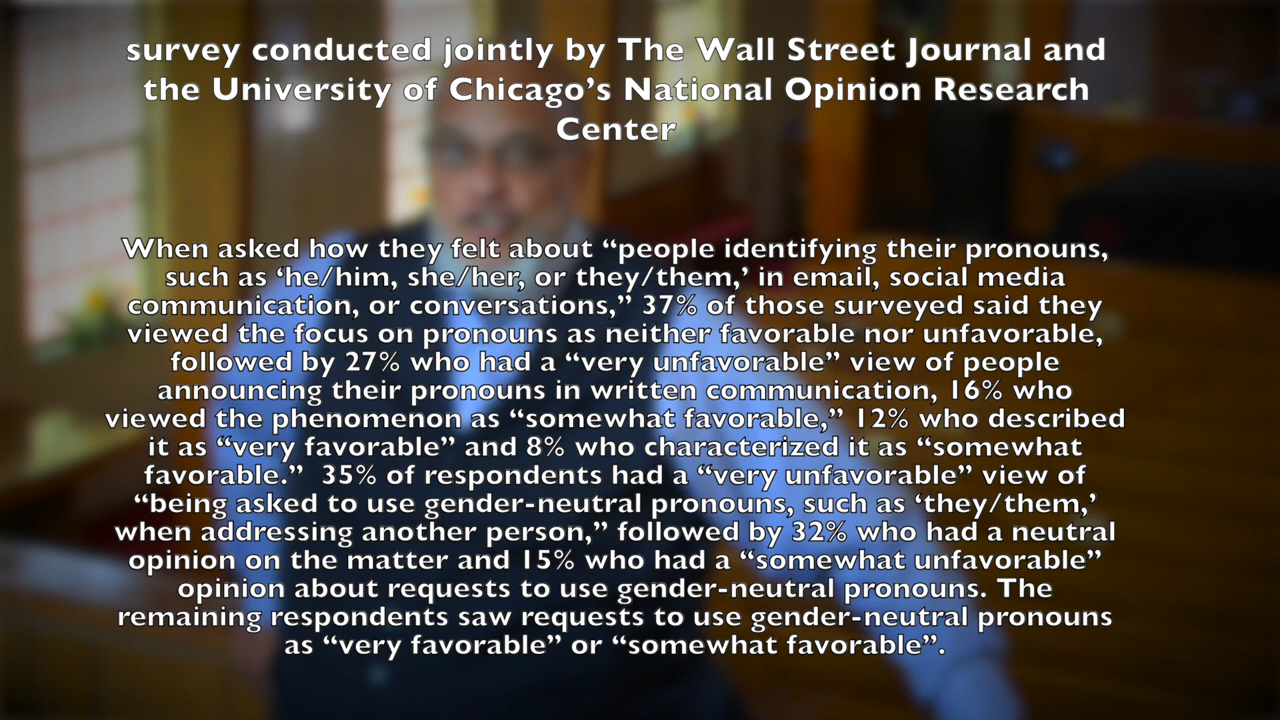 survey conducted jointly by The Wall Street Journal and
the University of Chicago’s National Opinion Research
Center
When asked how they felt about “people identifying their pronouns,
such as ‘he/him, she/her, or they/them,’ in email, social media
communication, or conversations,” 37% of those surveyed said they
viewed the focus on pronouns as neither favorable nor unfavorable,
followed by 27% who had a “very unfavorable” view of people
announcing their pronouns in written communication, 16% who
viewed the phenomenon as “somewhat favorable,” 12% who described
it as “very favorable” and 8% who characterized it as “somewhat
favorable.” 35% of respondents had a “very unfavorable” view of
“being asked to use gender-neutral pronouns, such as ‘they/them,’
when addressing another person,” followed by 32% who had a neutral
opinion on the matter and 15% who had a “somewhat unfavorable”
opinion about requests to use gender-neutral pronouns. The
remaining respondents saw requests to use gender-neutral pronouns
as “very favorable” or “somewhat favorable”.